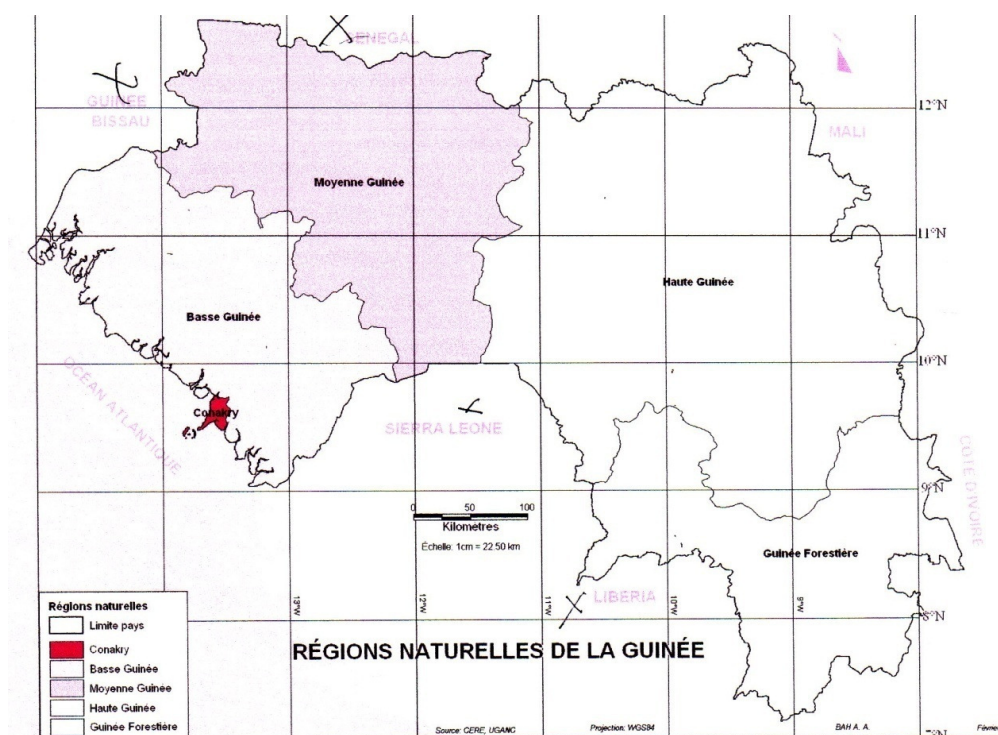 SENEGAL
GUINEE
BISSAU
12°N
MALI
Moyenne Guinée
11°N
Haute Guinée
Basse Guinée
10°N
OCEAN ATLANTIQUE
Conakry
SIERRA LEONE
COTE D'IVOIRE
9°N
0 25 50 100
Kilometres
Échelle: 1cm = 22.50 km
Guinée Forestière
LIBERIA
13°W
12°W
11°W
10°W
9°W
8°N
RÉGIONS NATURELLES DE LA GUINÉE
Régions naturelles
Limite pays
Conakry
Basse Guinée
Moyenne Guinée
Haute Guinée
Guinée Forestière
Source: CERE, UGANC
Projection: WGS84
BAH A. A.